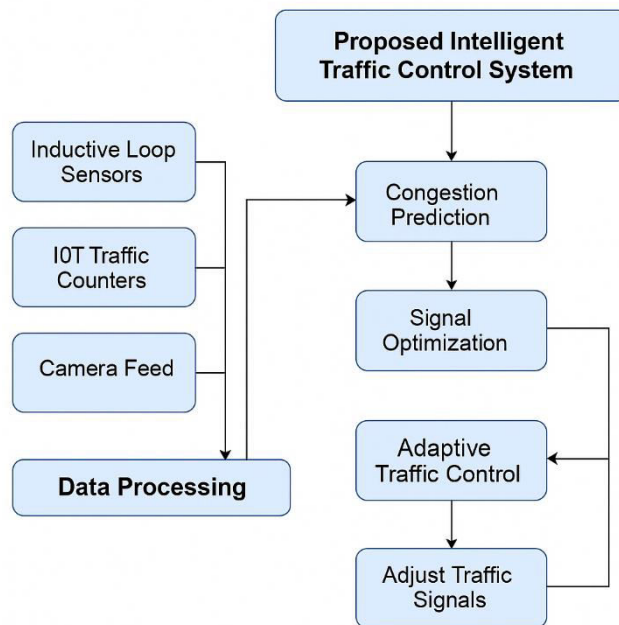 Proposed Intelligent
Traffic Control System
Inductive Loop
Sensors
I0T Traffic
Counters
Camera Feed
Data Processing
Congestion
Prediction
Signal
Optimization
Adaptive
Traffic Control
Adjust Traffic
Signals